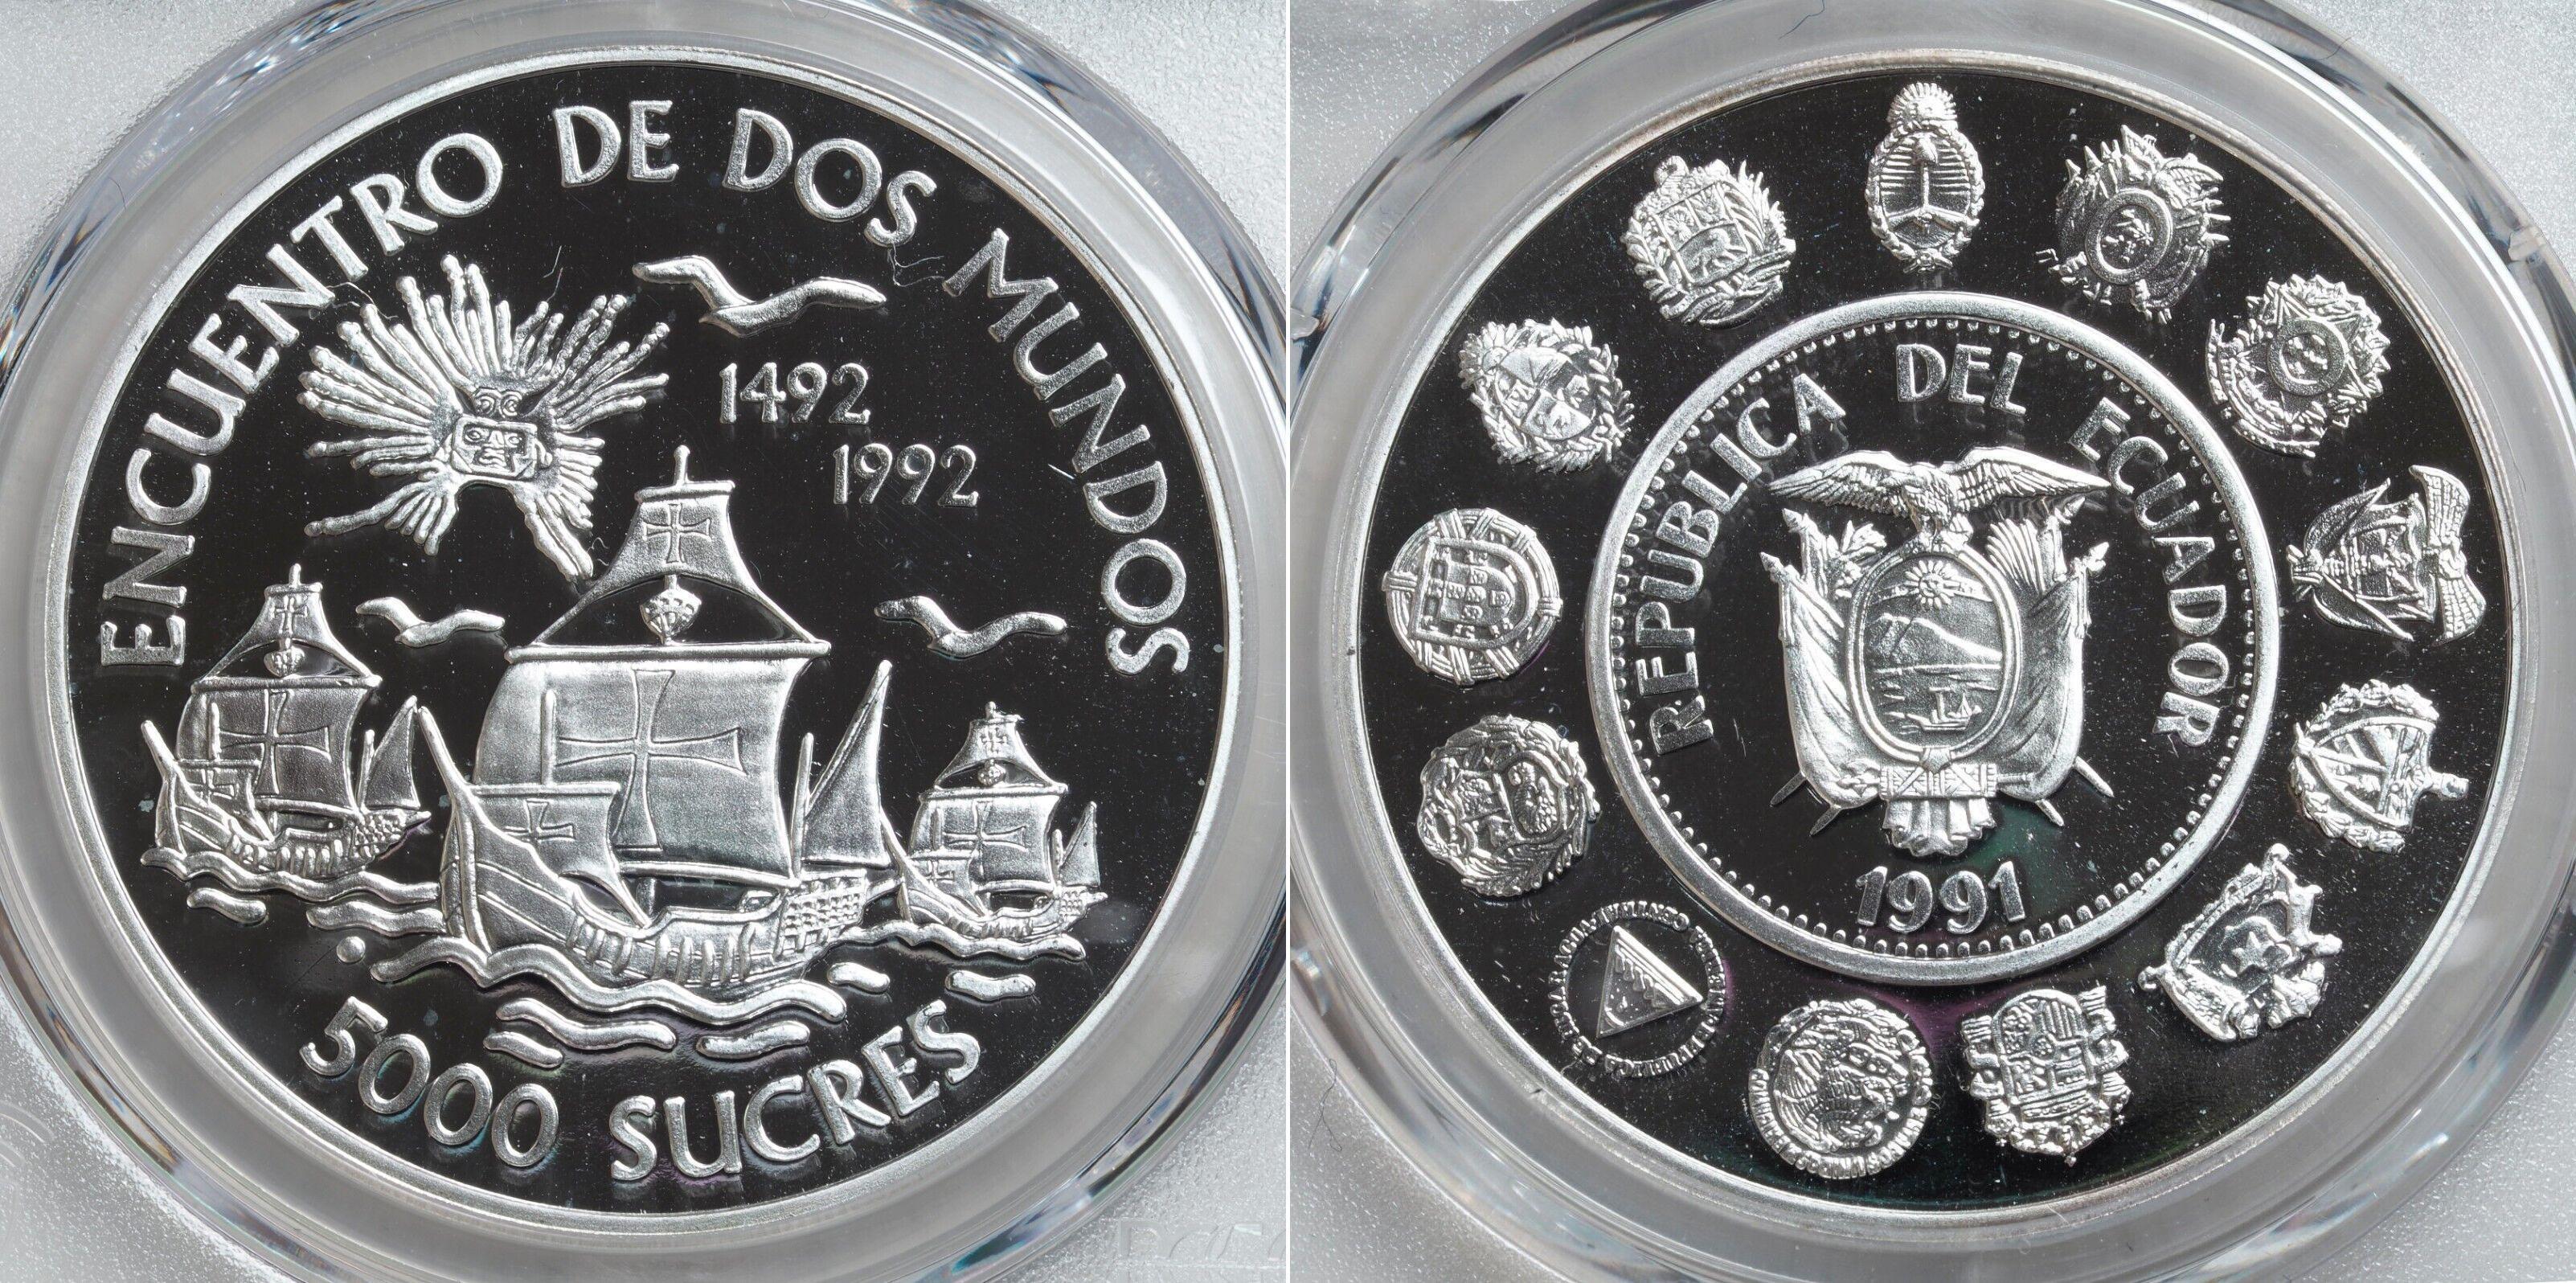 ENCUENTRO DE DOS MUNDOS
1492
1992
5000 SUCRES
REPUBLICA DEL ECUADOR
1991